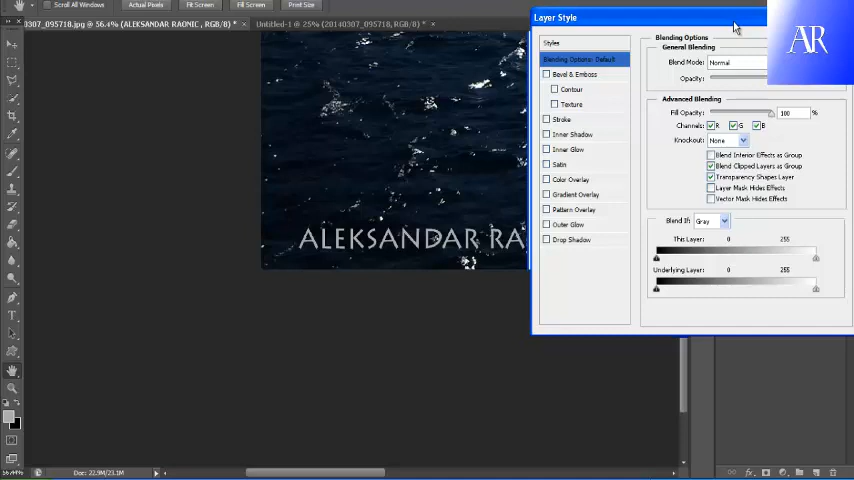 Scroll All Windows Actual Pixels Fit Screen Fill Screen Print Size
03_095718.jpg @ 56.4% (ALEKSANDAR RAONIC , RGB/8) * ×
Untitled-1 @ 25% (20140307_095718, RGB/8) * ×
ALEKSANDAR RA
Layer Style
Styles
Blending Options: Default
Bevel & Emboss
Contour
Texture
Stroke
Inner Shadow
Inner Glow
Satin
Color Overlay
Gradient Overlay
Pattern Overlay
Outer Glow
Drop Shadow
Blending Options
General Blending
Blend Mode: Normal
Opacity:
Advanced Blending
Fill Opacity: 100 %
Channels: R G B
Knockout: None
Blend Interior Effects as Group
Blend Clipped Layers as Group
Transparency Shapes Layer
Layer Mask Hides Effects
Vector Mask Hides Effects
Blend If: Gray
This Layer: 0 255
Underlying Layer: 0 255
AR
Doc: 22.9M/23.1M